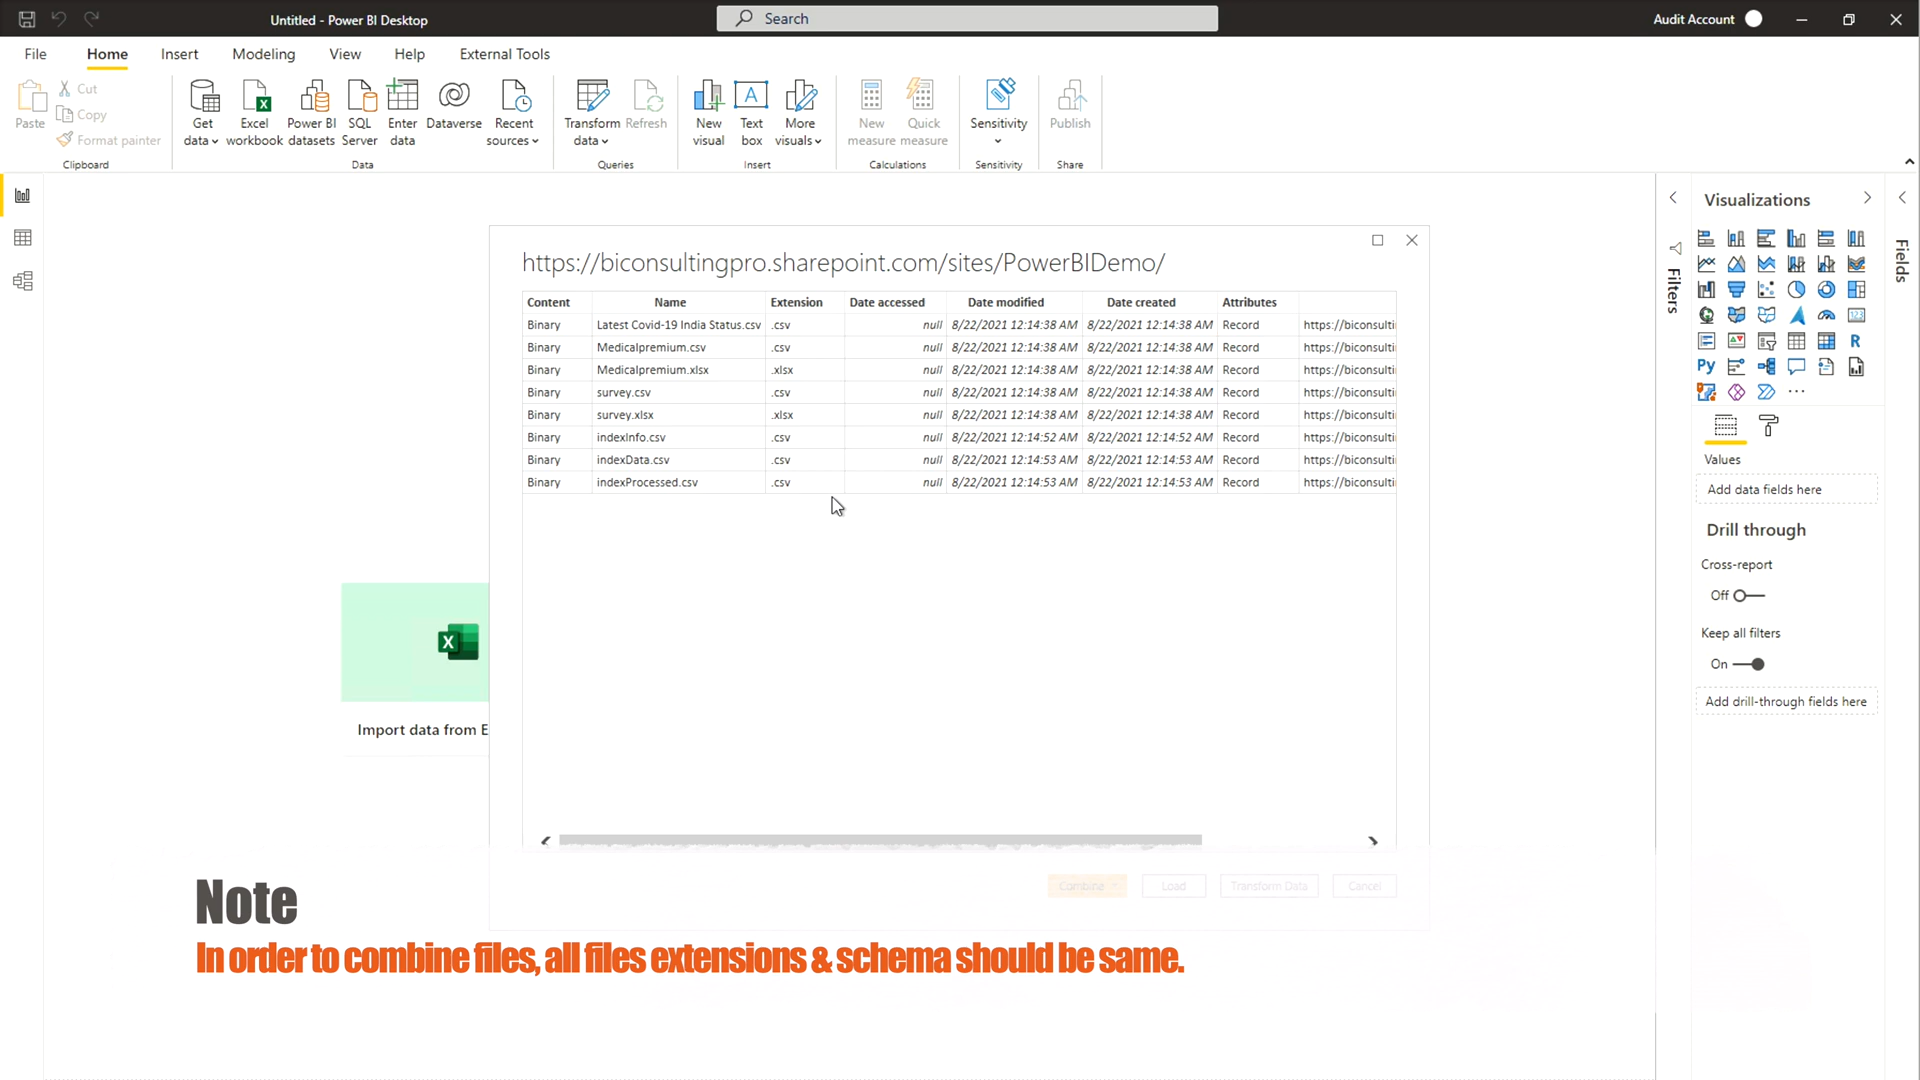 Untitled - Power BI Desktop
Search
Audit Account
File Home Insert Modeling View Help External Tools
Paste
Cut
Copy
Format painter
Clipboard
Get data
Excel workbook
Power BI datasets
SQL Server
Enter data
Dataverse
Recent sources
Data
Transform data
Refresh
Queries
New visual
Text box
More visuals
Insert
New measure
Quick measure
Calculations
Sensitivity
Sensitivity
Publish
Share
https://biconsultingpro.sharepoint.com/sites/PowerBIDemo/
Content Name Extension Date accessed Date modified Date created Attributes
Binary Latest Covid-19 India Status.csv .csv null 8/22/2021 12:14:38 AM 8/22/2021 12:14:38 AM Record https://biconsulti
Binary Medicalpremium.csv .csv null 8/22/2021 12:14:38 AM 8/22/2021 12:14:38 AM Record https://biconsulti
Binary Medicalpremium.xlsx .xlsx null 8/22/2021 12:14:38 AM 8/22/2021 12:14:38 AM Record https://biconsulti
Binary survey.csv .csv null 8/22/2021 12:14:38 AM 8/22/2021 12:14:38 AM Record https://biconsulti
Binary survey.xlsx .xlsx null 8/22/2021 12:14:38 AM 8/22/2021 12:14:38 AM Record https://biconsulti
Binary indexInfo.csv .csv null 8/22/2021 12:14:52 AM 8/22/2021 12:14:52 AM Record https://biconsulti
Binary indexData.csv .csv null 8/22/2021 12:14:53 AM 8/22/2021 12:14:53 AM Record https://biconsulti
Binary indexProcessed.csv .csv null 8/22/2021 12:14:53 AM 8/22/2021 12:14:53 AM Record https://biconsulti
Combine Load Transform Data Cancel
Import data from E
Filters
Visualizations
Fields
R
Py
123
Values
Add data fields here
Drill through
Cross-report
Off
Keep all filters
On
Add drill-through fields here
Note
In order to combine files, all files extensions & schema should be same.